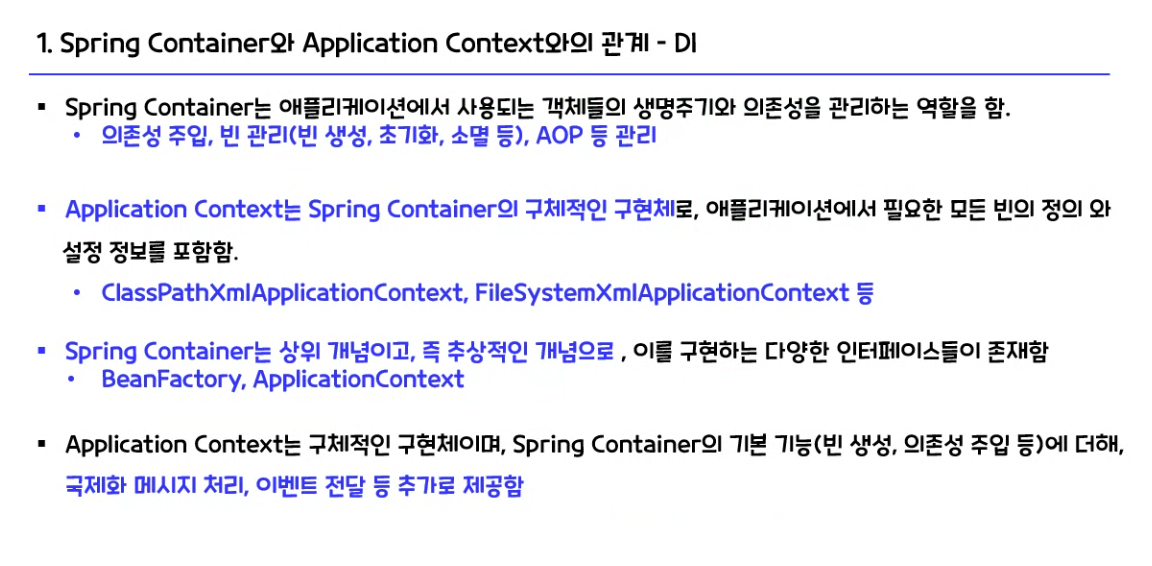 1. Spring Container와 Application Context와의 관계 - DI
▪ Spring Container는 애플리케이션에서 사용되는 객체들의 생명주기와 의존성을 관리하는 역할을 함.
• 의존성 주입, 빈 관리(빈 생성, 초기화, 소멸 등), AOP 등 관리
▪ Application Context는 Spring Container의 구체적인 구현체로, 애플리케이션에서 필요한 모든 빈의 정의 와
설정 정보를 포함함.
• ClassPathXmlApplicationContext, FileSystemXmlApplicationContext 등
▪ Spring Container는 상위 개념이고, 즉 추상적인 개념으로 , 이를 구현하는 다양한 인터페이스들이 존재함
• BeanFactory, ApplicationContext
▪ Application Context는 구체적인 구현체이며, Spring Container의 기본 기능(빈 생성, 의존성 주입 등)에 더해,
국제화 메시지 처리, 이벤트 전달 등 추가로 제공함